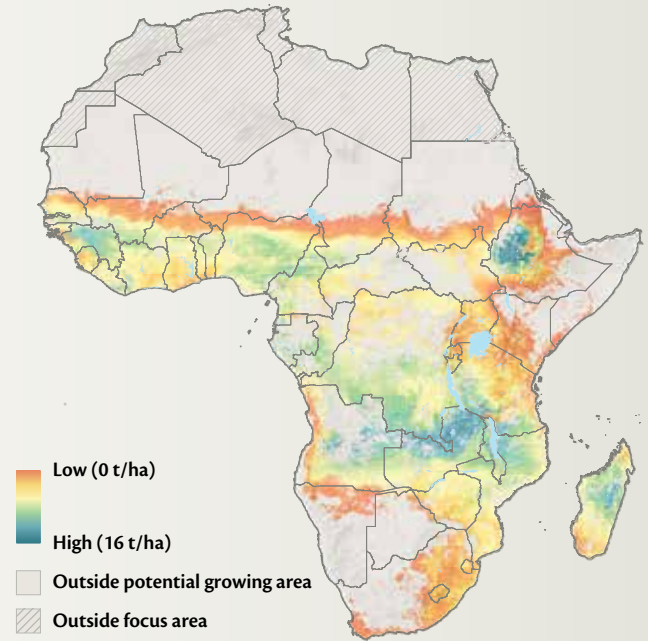 Low (0 t/ha)
High (16 t/ha)
Outside potential growing area
Outside focus area